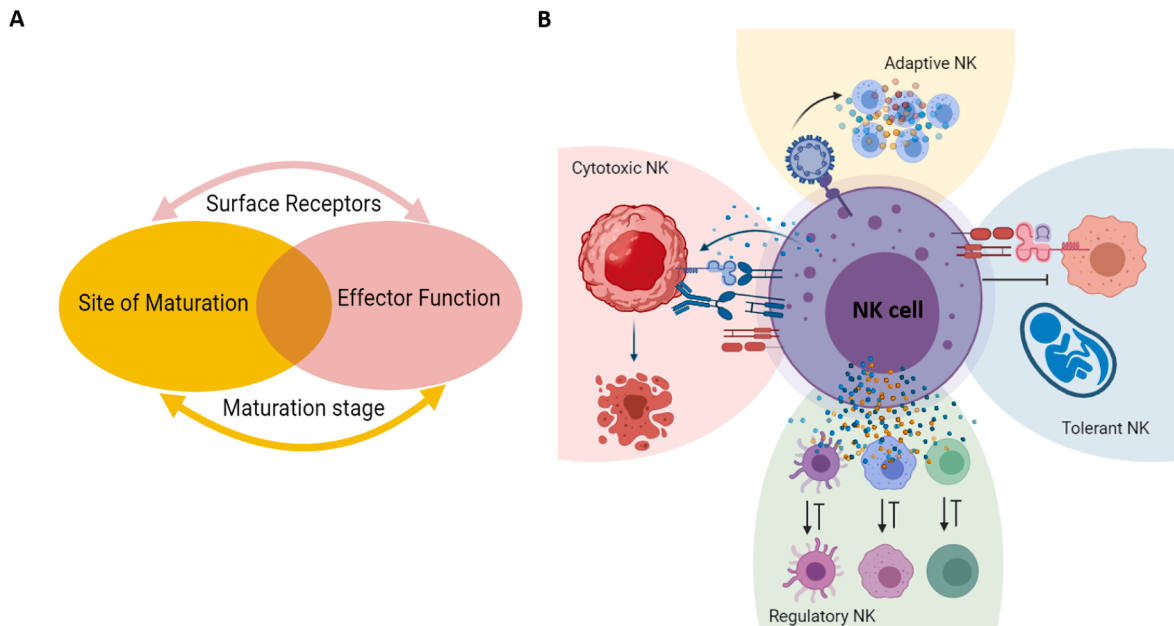 A
Surface Receptors
Site of Maturation
Effector Function
Maturation stage
B
Adaptive NK
Cytotoxic NK
NK cell
Tolerant NK
Regulatory NK